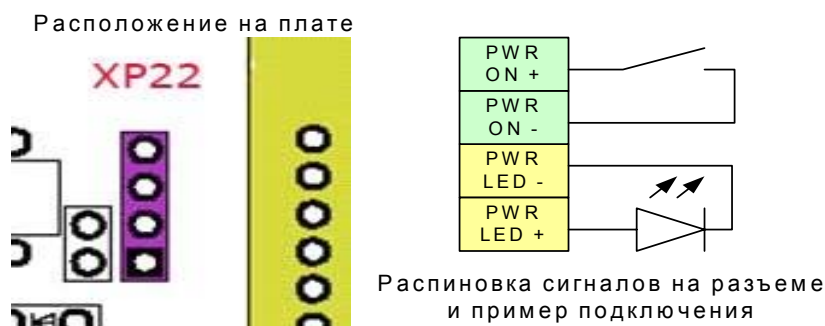 Расположение на плате
XP22
PWR
ON +
PWR
ON -
PWR
LED -
PWR
LED +
Распиновка сигналов на разъеме
и пример подключения